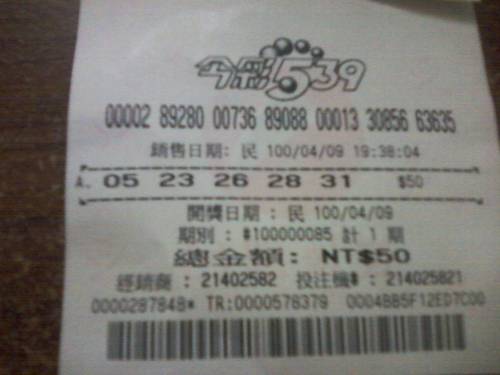 今彩539
00002 89280 00736 89088 00013 30856 63635
銷售日期: 民 100/04/09 19:38:04
A. 05 23 26 28 31 $50
開獎日期 : 民 100/04/09
期別 : #100000085 計 1 期
總金額: NT$50
經銷商 : 21402582 投注機# : 214025821
000028784B* TR:0000576379 0004BB5F12ED7C00